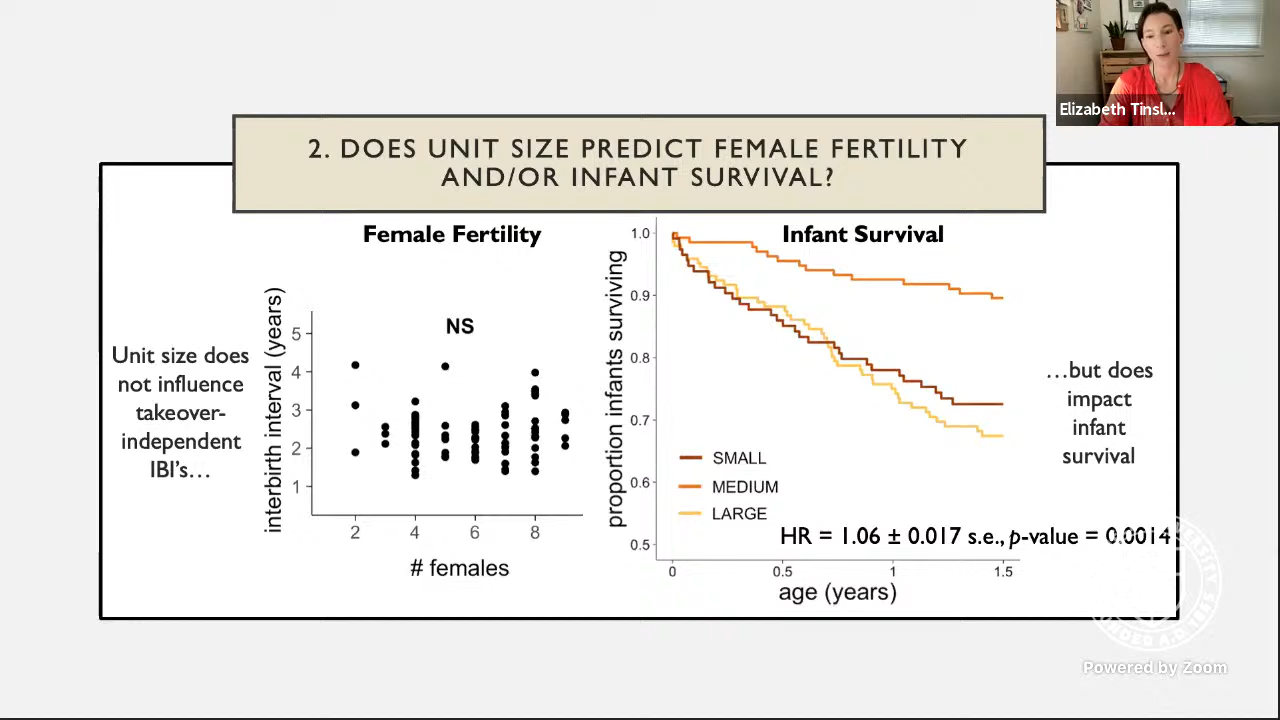 Elizabeth Tinsl...
2. DOES UNIT SIZE PREDICT FEMALE FERTILITY
AND/OR INFANT SURVIVAL?
Unit size does
not influence
takeover-
independent
IBI's…
Female Fertility
NS
interbirth interval (years)
5
4
3
2
1
2
4
6
8
# females
Infant Survival
proportion infants surviving
1.0
0.9
0.8
0.7
0.6
0.5
SMALL
MEDIUM
LARGE
HR = 1.06 ± 0.017 s.e., p-value = 0.0014
0
0.5
1
1.5
age (years)
…but does
impact
infant
survival
Powered by Zoom